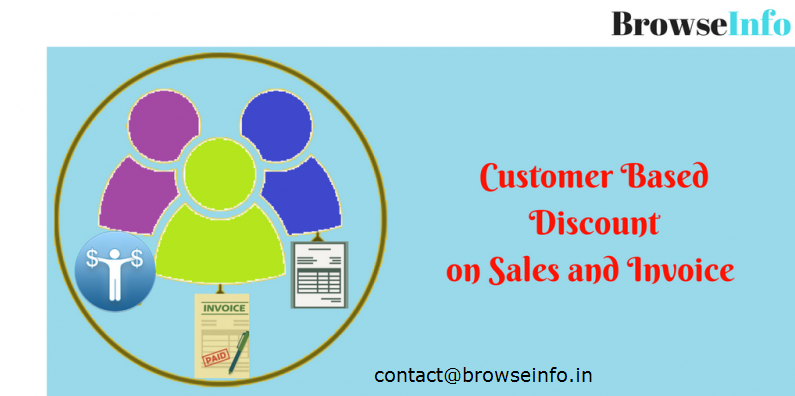 BrowseInfo
Customer Based
Discount
on Sales and Invoice
$ $
INVOICE
PAID
contact@browseinfo.in